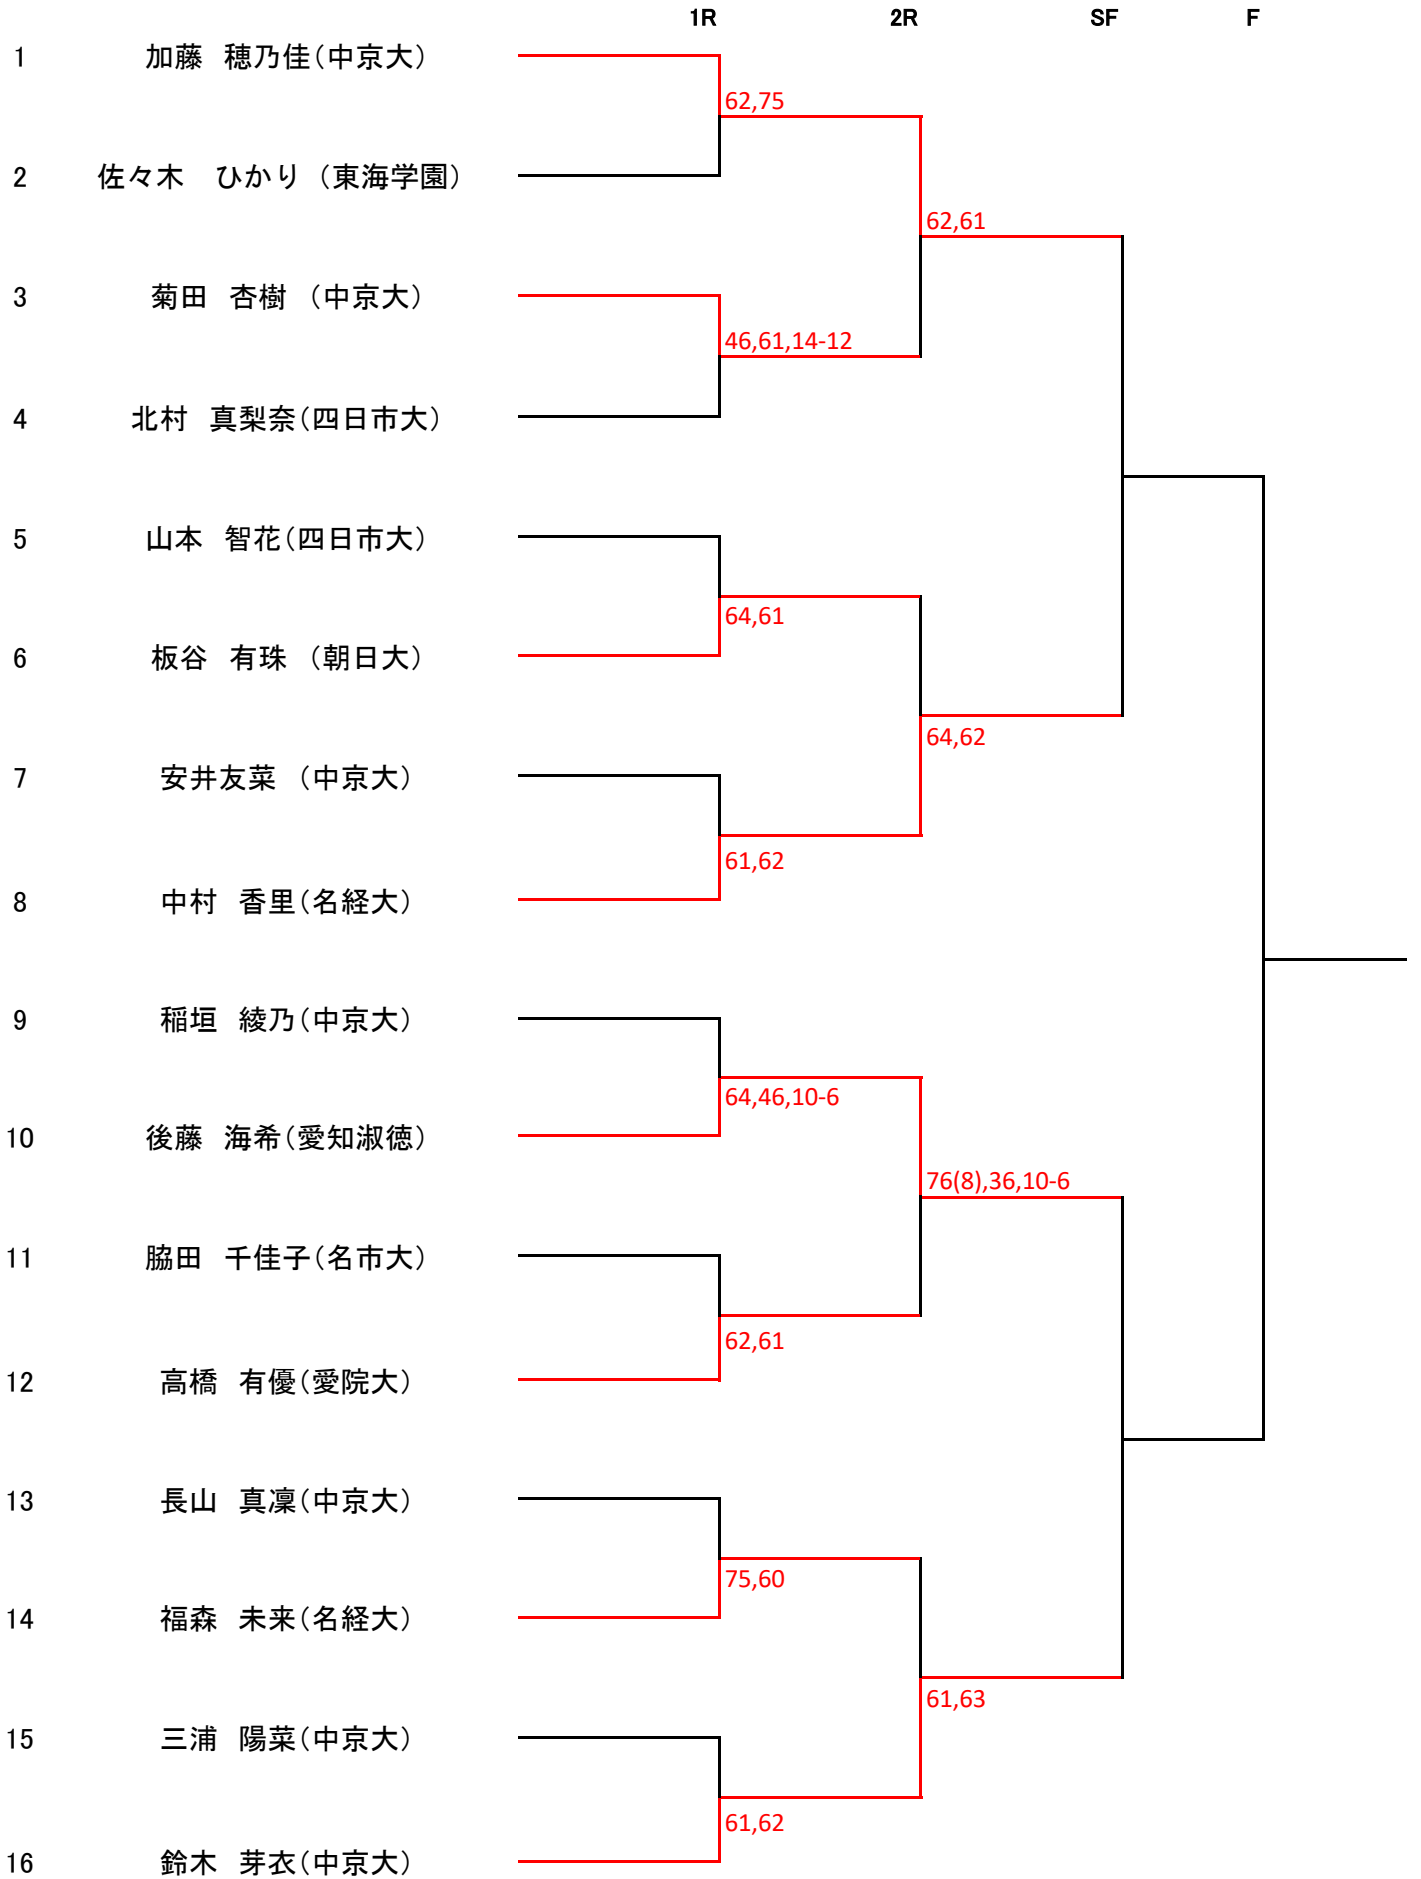 1R 2R SF F
1 加藤 穂乃佳(中京大)
62,75
2 佐々木 ひかり (東海学園)
62,61
3 菊田 杏樹 (中京大)
46,61,14-12
4 北村 真梨奈(四日市大)
5 山本 智花(四日市大)
64,61
6 板谷 有珠 (朝日大)
64,62
7 安井友菜 (中京大)
61,62
8 中村 香里(名経大)
9 稲垣 綾乃(中京大)
64,46,10-6
10 後藤 海希(愛知淑徳)
76(8),36,10-6
11 脇田 千佳子(名市大)
62,61
12 高橋 有優(愛院大)
13 長山 真凜(中京大)
75,60
14 福森 未来(名経大)
61,63
15 三浦 陽菜(中京大)
61,62
16 鈴木 芽衣(中京大)